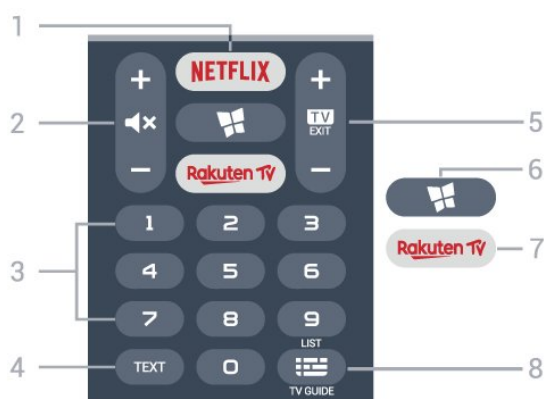 1
NETFLIX
+ +
2
TV
EXIT
5
- -
6
Rakuten TV
Rakuten TV
7
1 2 3
3
4 5 6
7 8 9
LIST
4
TEXT 0
8
TV GUIDE